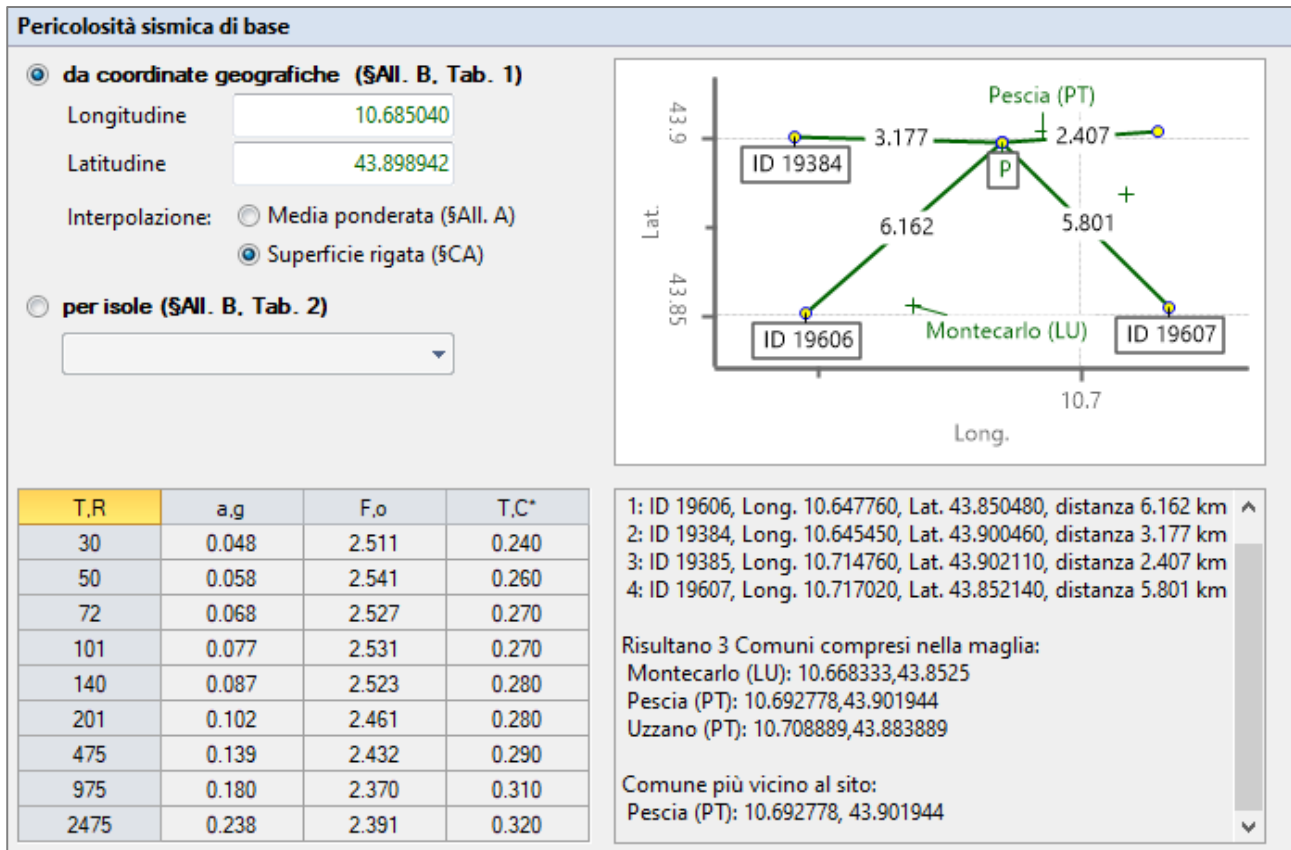 Pericolosità sismica di base
da coordinate geografiche (§All. B, Tab. 1)
Longitudine 10.685040
Latitudine 43.898942
Interpolazione: Media ponderata (§All. A)
Superficie rigata (§CA)
per isole (§All. B, Tab. 2)
Pescia (PT)
43.9
3.177
2.407
ID 19384
P
Lat.
6.162
5.801
43.85
Montecarlo (LU)
ID 19606
ID 19607
10.7
Long.
T,R a,g F,o T,C*
30 0.048 2.511 0.240
50 0.058 2.541 0.260
72 0.068 2.527 0.270
101 0.077 2.531 0.270
140 0.087 2.523 0.280
201 0.102 2.461 0.280
475 0.139 2.432 0.290
975 0.180 2.370 0.310
2475 0.238 2.391 0.320
1: ID 19606, Long. 10.647760, Lat. 43.850480, distanza 6.162 km
2: ID 19384, Long. 10.645450, Lat. 43.900460, distanza 3.177 km
3: ID 19385, Long. 10.714760, Lat. 43.902110, distanza 2.407 km
4: ID 19607, Long. 10.717020, Lat. 43.852140, distanza 5.801 km
Risultano 3 Comuni compresi nella maglia:
Montecarlo (LU): 10.668333,43.8525
Pescia (PT): 10.692778,43.901944
Uzzano (PT): 10.708889,43.883889
Comune più vicino al sito:
Pescia (PT): 10.692778, 43.901944